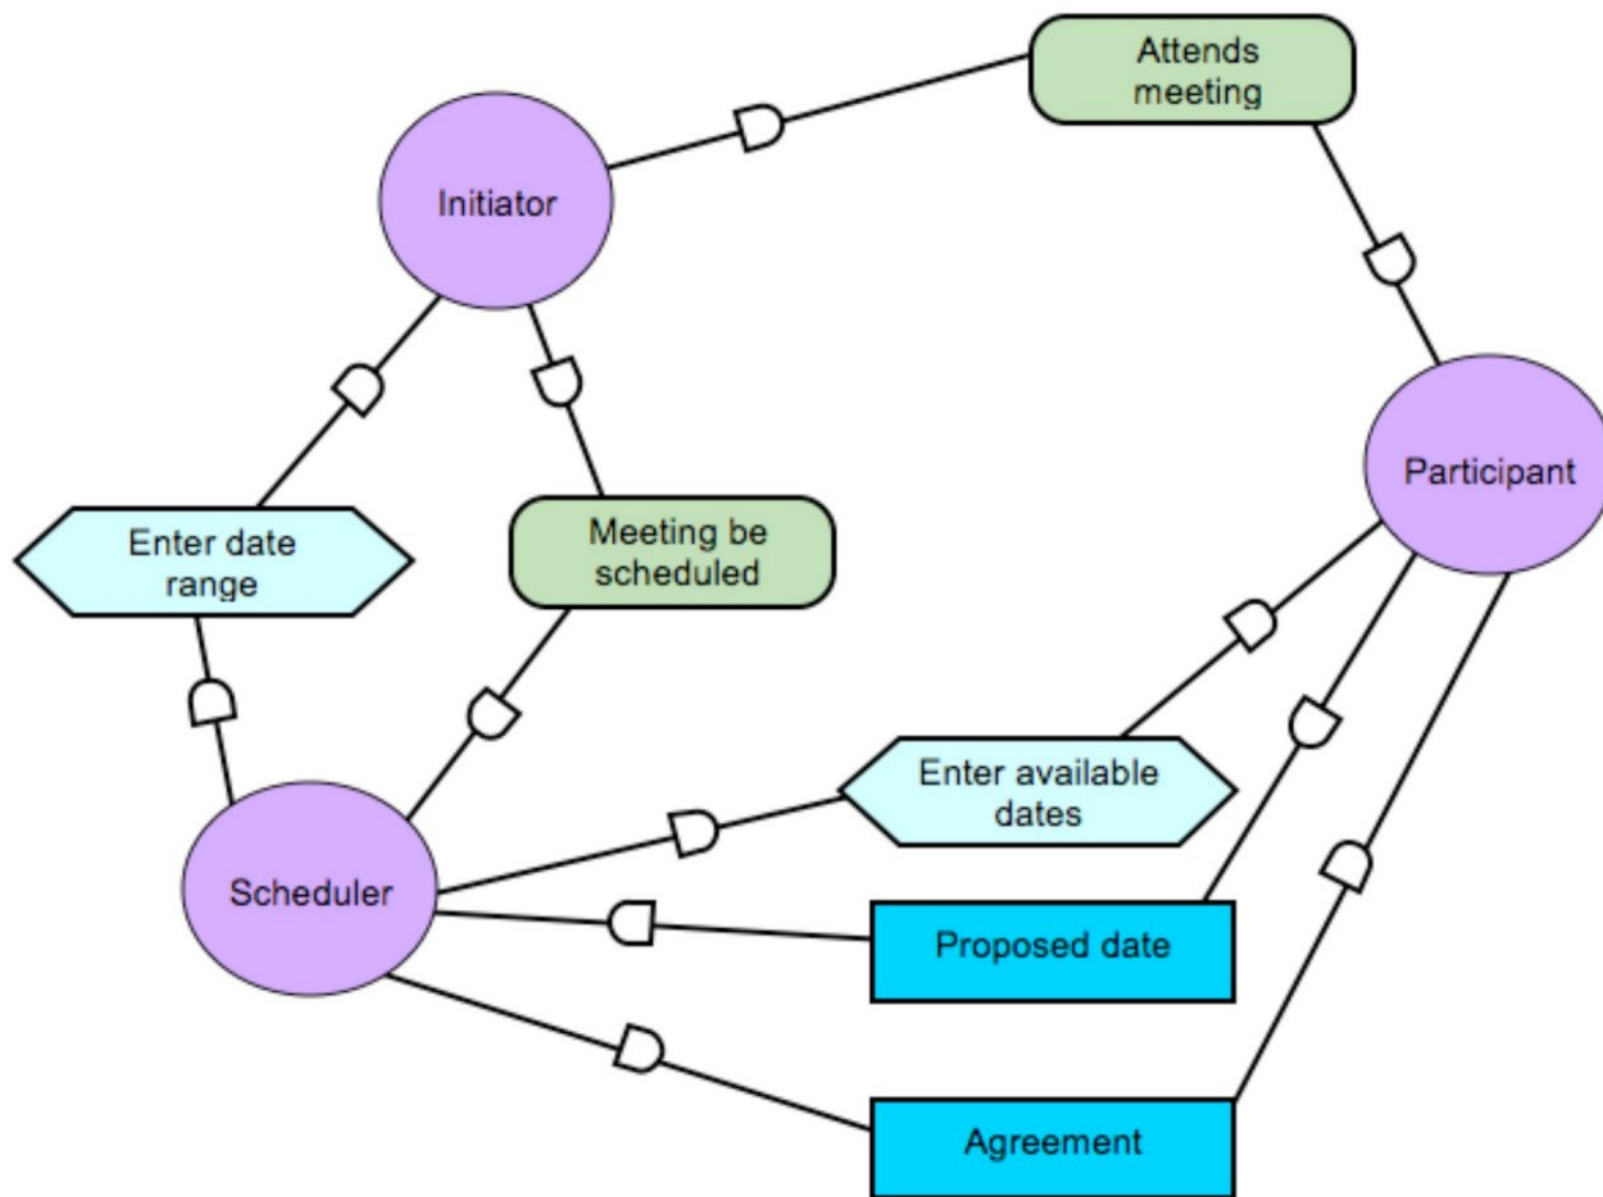 Attends
meeting
Initiator
Participant
Enter date
range
Meeting be
scheduled
Enter available
dates
Scheduler
Proposed date
Agreement